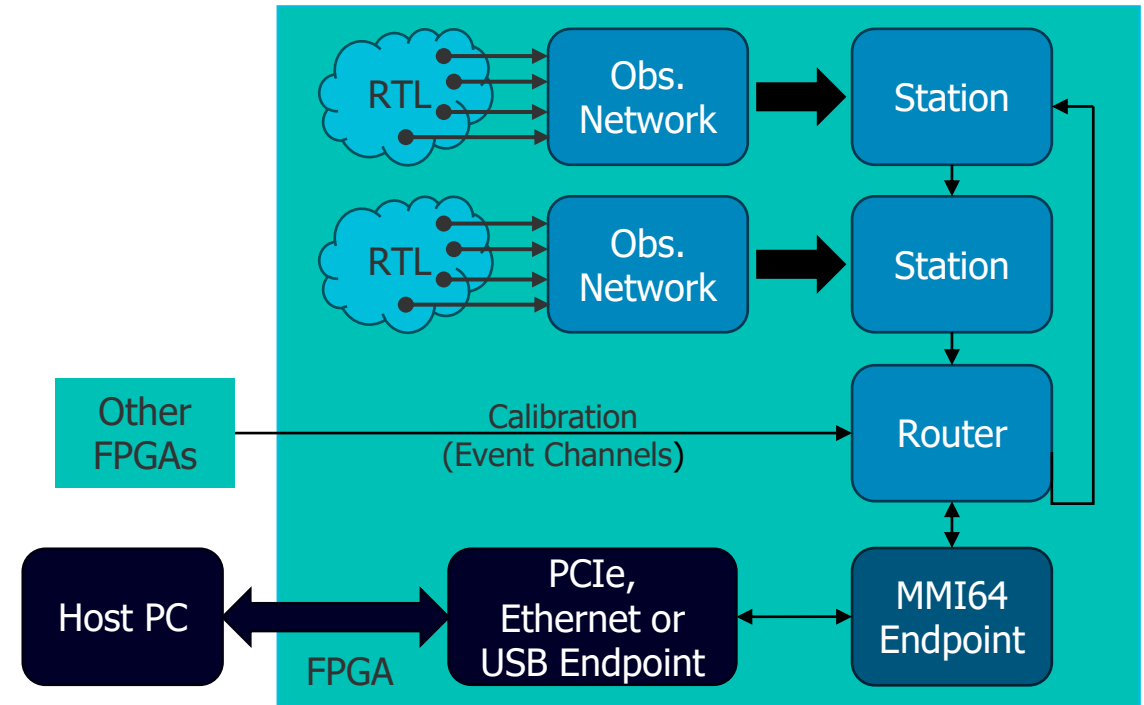 RTL
Obs.
Network
Station
RTL
Obs.
Network
Station
Other
FPGAs
Calibration
(Event Channels)
Router
Host PC
PCIe,
Ethernet or
USB Endpoint
MMI64
Endpoint
FPGA